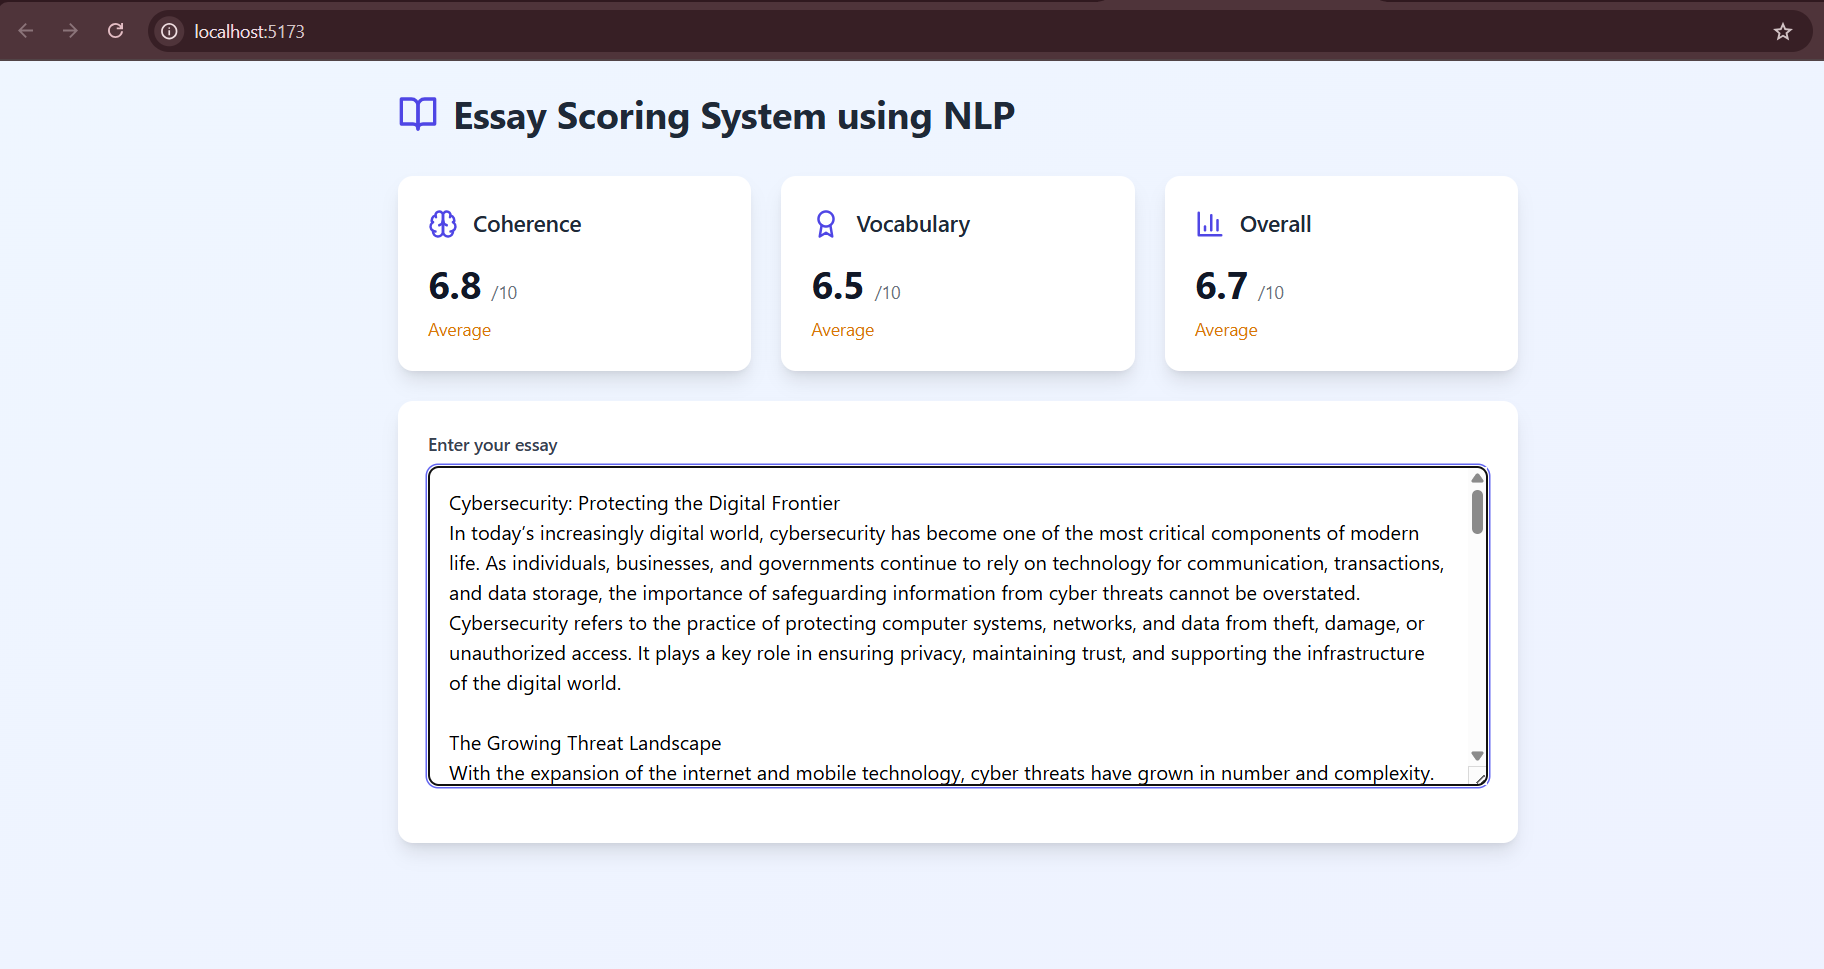 localhost:5173
Essay Scoring System using NLP
Coherence
6.8 /10
Average
Vocabulary
6.5 /10
Average
Overall
6.7 /10
Average
Enter your essay
Cybersecurity: Protecting the Digital Frontier
In today’s increasingly digital world, cybersecurity has become one of the most critical components of modern
life. As individuals, businesses, and governments continue to rely on technology for communication, transactions,
and data storage, the importance of safeguarding information from cyber threats cannot be overstated.
Cybersecurity refers to the practice of protecting computer systems, networks, and data from theft, damage, or
unauthorized access. It plays a key role in ensuring privacy, maintaining trust, and supporting the infrastructure
of the digital world.
The Growing Threat Landscape
With the expansion of the internet and mobile technology, cyber threats have grown in number and complexity.